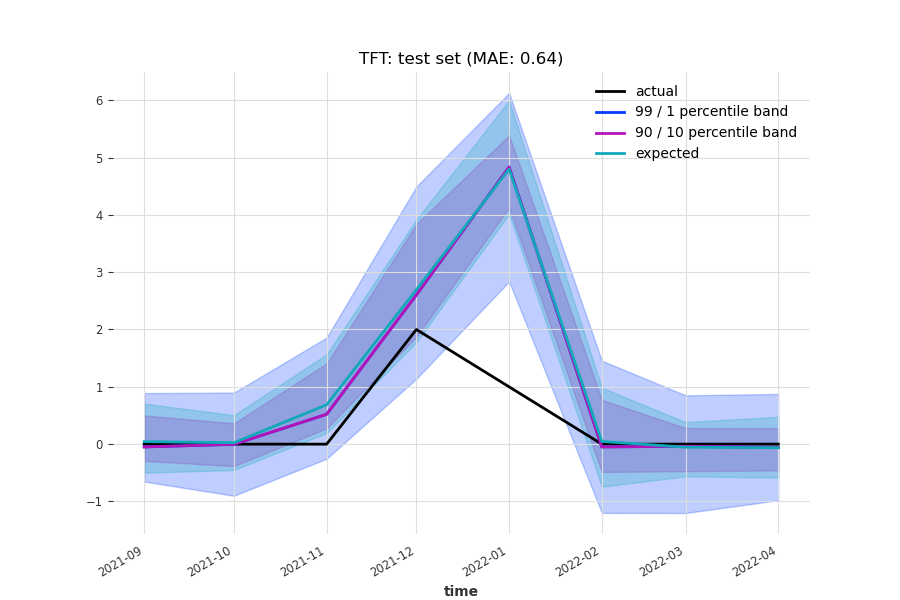 TFT: test set (MAE: 0.64)
actual
99 / 1 percentile band
90 / 10 percentile band
expected
6
5
4
3
2
1
0
−1
2021-09
2021-10
2021-11
2021-12
2022-01
2022-02
2022-03
2022-04
time